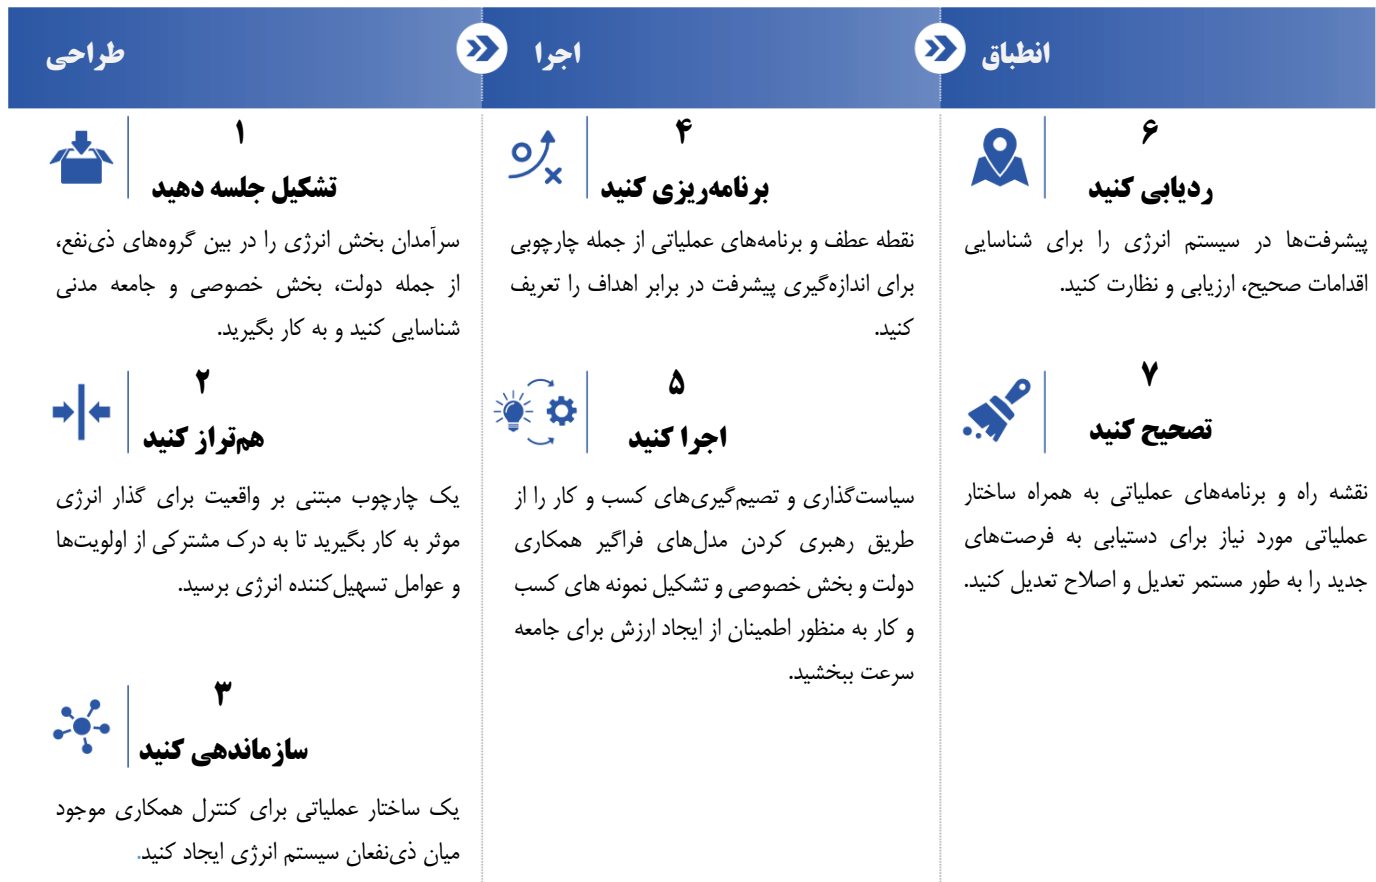 طراحی
اجرا
انطباق
۱
تشکیل جلسه دهید
سرآمدان بخش انرژی را در بین گروه‌های ذی‌نفع،
از جمله دولت، بخش خصوصی و جامعه مدنی
شناسایی کنید و به کار بگیرید.
۲
هم‌تراز کنید
یک چارچوب مبتنی بر واقعیت برای گذار انرژی
موثر به کار بگیرید تا به درک مشترکی از اولویت‌ها
و عوامل تسهیل‌کننده انرژی برسید.
۳
سازماندهی کنید
یک ساختار عملیاتی برای کنترل همکاری موجود
میان ذی‌نفعان سیستم انرژی ایجاد کنید.
۴
برنامه‌ریزی کنید
نقطه عطف و برنامه‌های عملیاتی از جمله چارچوبی
برای اندازه‌گیری پیشرفت در برابر اهداف را تعریف
کنید.
۵
اجرا کنید
سیاست‌گذاری و تصیم‌گیری‌های کسب و کار را از
طریق رهبری کردن مدل‌های فراگیر همکاری
دولت و بخش خصوصی و تشکیل نمونه های کسب
و کار به منظور اطمینان از ایجاد ارزش برای جامعه
سرعت ببخشید.
۶
ردیابی کنید
پیشرفت‌ها در سیستم انرژی را برای شناسایی
اقدامات صحیح، ارزیابی و نظارت کنید.
۷
تصحیح کنید
نقشه راه و برنامه‌های عملیاتی به همراه ساختار
عملیاتی مورد نیاز برای دستیابی به فرصت‌های
جدید را به طور مستمر تعدیل و اصلاح تعدیل کنید.